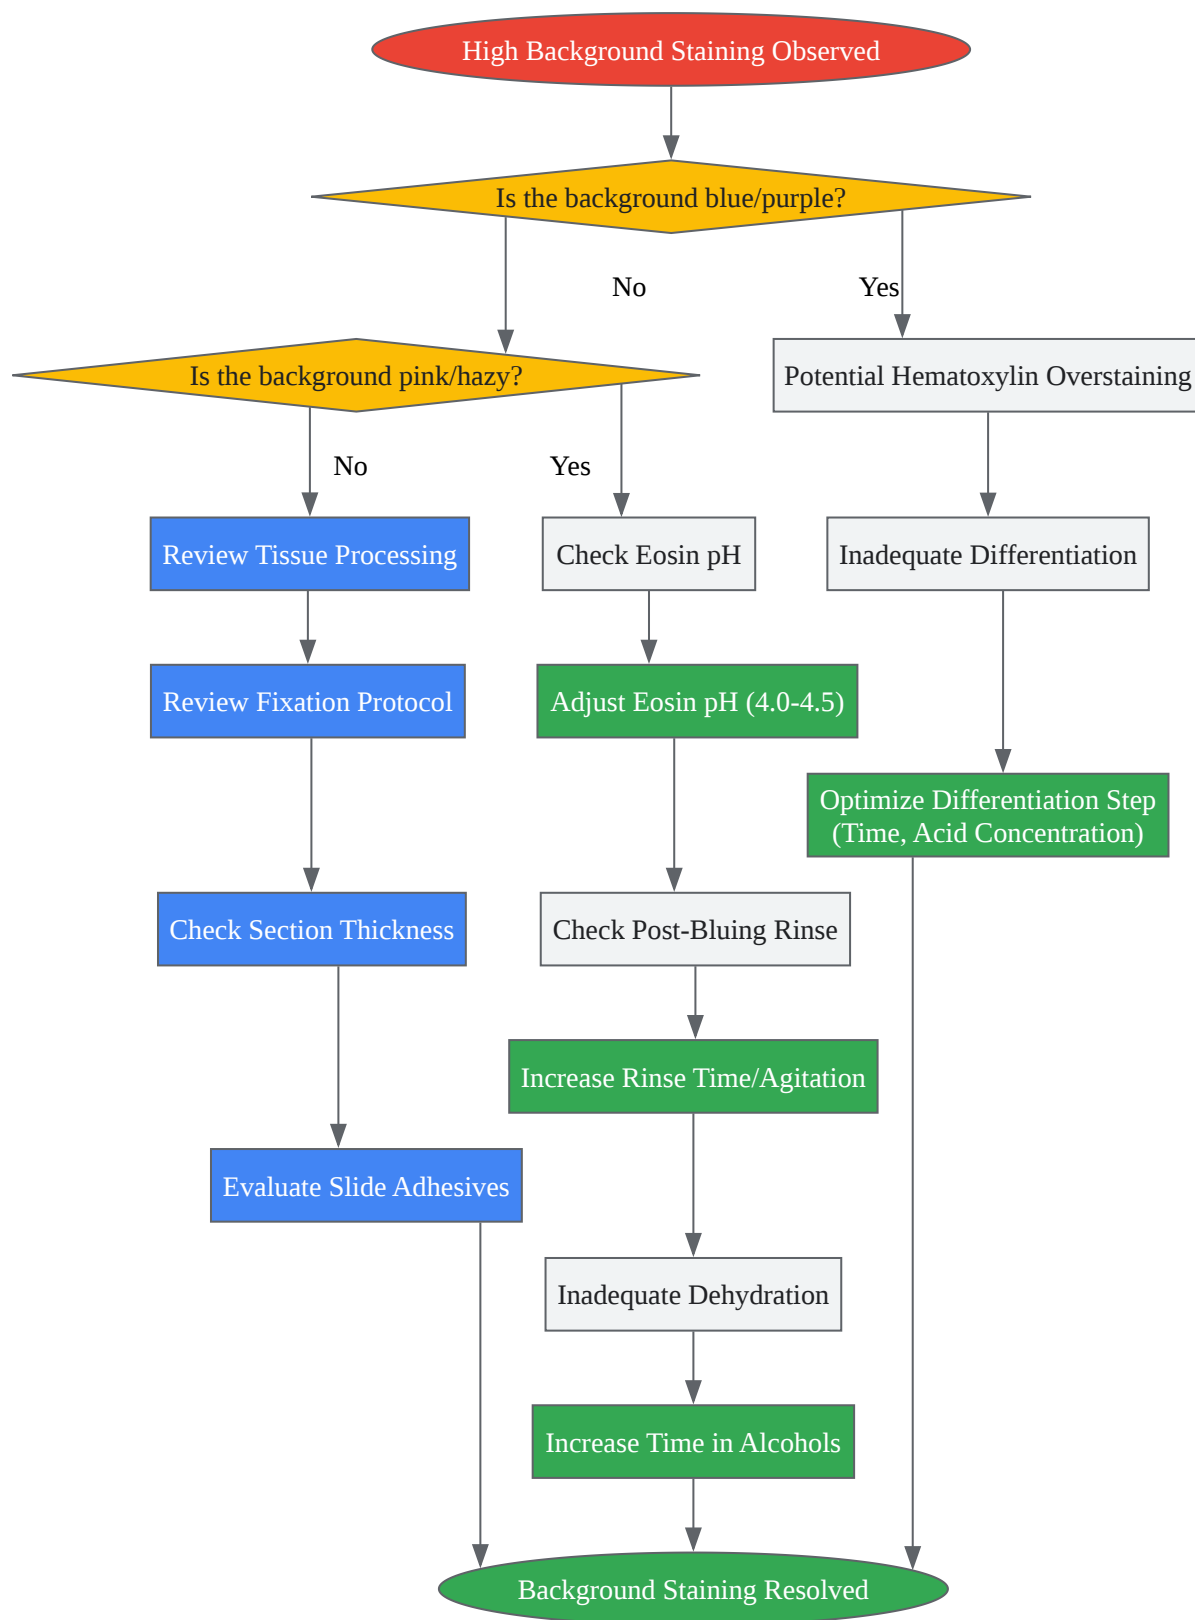 High Background Staining Observed
Is the background blue/purple?
No
Yes
Is the background pink/hazy?
Potential Hematoxylin Overstaining
No
Yes
Review Tissue Processing
Check Eosin pH
Inadequate Differentiation
Review Fixation Protocol
Adjust Eosin pH (4.0-4.5)
Optimize Differentiation Step
(Time, Acid Concentration)
Check Section Thickness
Check Post-Bluing Rinse
Increase Rinse Time/Agitation
Evaluate Slide Adhesives
Inadequate Dehydration
Increase Time in Alcohols
Background Staining Resolved